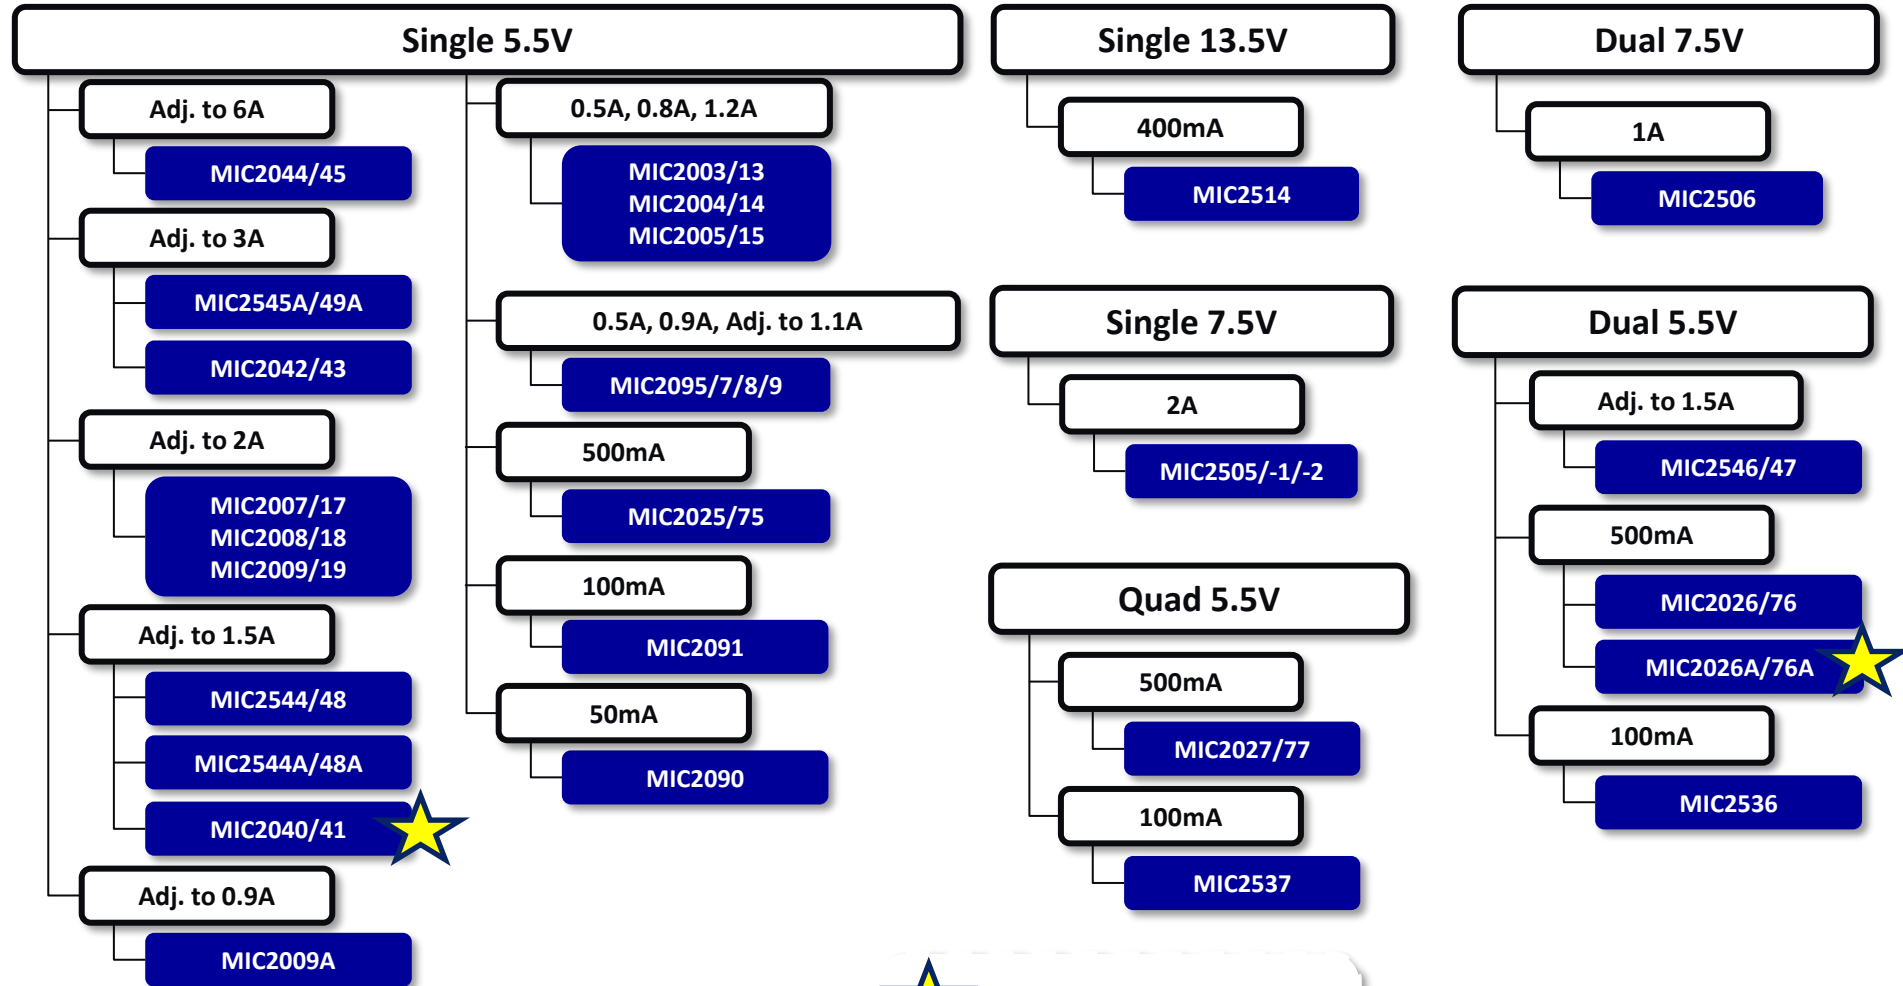 Single 5.5V
Adj. to 6A
MIC2044/45
Adj. to 3A
MIC2545A/49A
MIC2042/43
Adj. to 2A
MIC2007/17
MIC2008/18
MIC2009/19
Adj. to 1.5A
MIC2544/48
MIC2544A/48A
MIC2040/41
Adj. to 0.9A
MIC2009A
0.5A, 0.8A, 1.2A
MIC2003/13
MIC2004/14
MIC2005/15
0.5A, 0.9A, Adj. to 1.1A
MIC2095/7/8/9
500mA
MIC2025/75
100mA
MIC2091
50mA
MIC2090
Single 13.5V
400mA
MIC2514
Single 7.5V
2A
MIC2505/-1/-2
Quad 5.5V
500mA
MIC2027/77
100mA
MIC2537
Dual 7.5V
1A
MIC2506
Dual 5.5V
Adj. to 1.5A
MIC2546/47
500mA
MIC2026/76
MIC2026A/76A
100mA
MIC2536